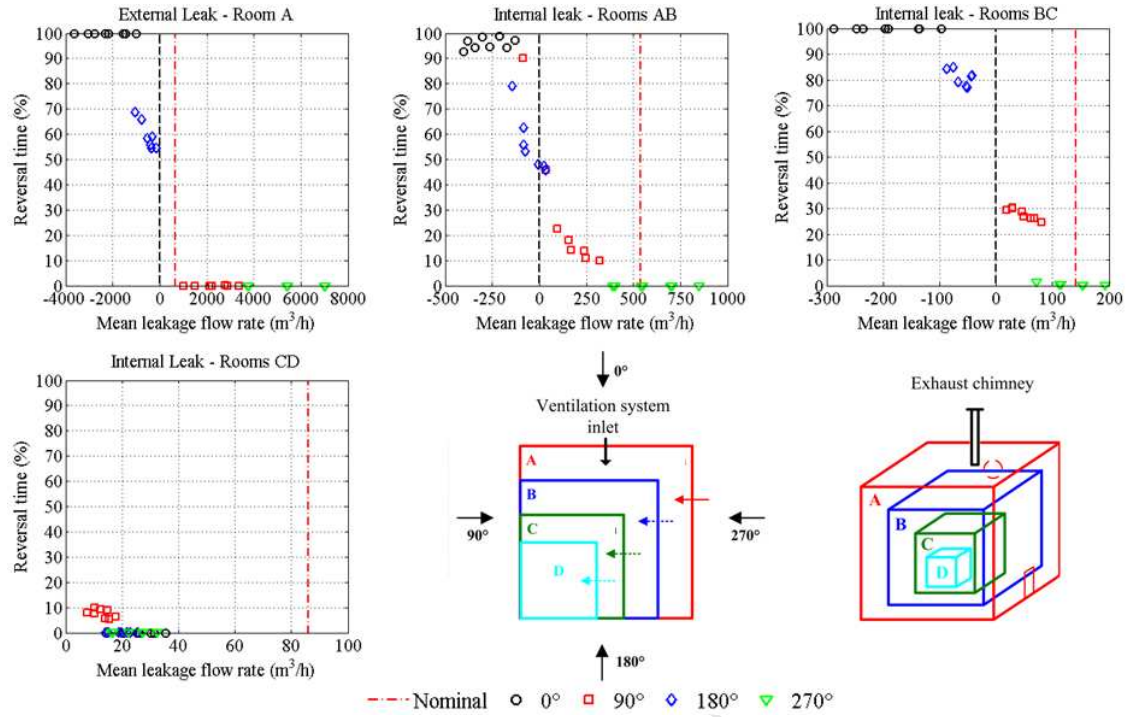 External Leak - Room A
Reversal time (%)
100
90
80
70
60
50
40
30
20
10
0
-4000 -2000 0 2000 4000 6000 8000
Mean leakage flow rate (m³/h)
Internal leak - Rooms AB
Reversal time (%)
100
90
80
70
60
50
40
30
20
10
0
-500 -250 0 250 500 750 1000
Mean leakage flow rate (m³/h)
Internal leak - Rooms BC
Reversal time (%)
100
90
80
70
60
50
40
30
20
10
0
-300 -200 -100 0 100 200
Mean leakage flow rate (m³/h)
Internal Leak - Rooms CD
Reversal time (%)
100
90
80
70
60
50
40
30
20
10
0
0 20 40 60 80 100
Mean leakage flow rate (m³/h)
0°
Ventilation system
inlet
A
B
C
D
90°
270°
180°
Exhaust chimney
A
B
C
D
Nominal 0° 90° 180° 270°